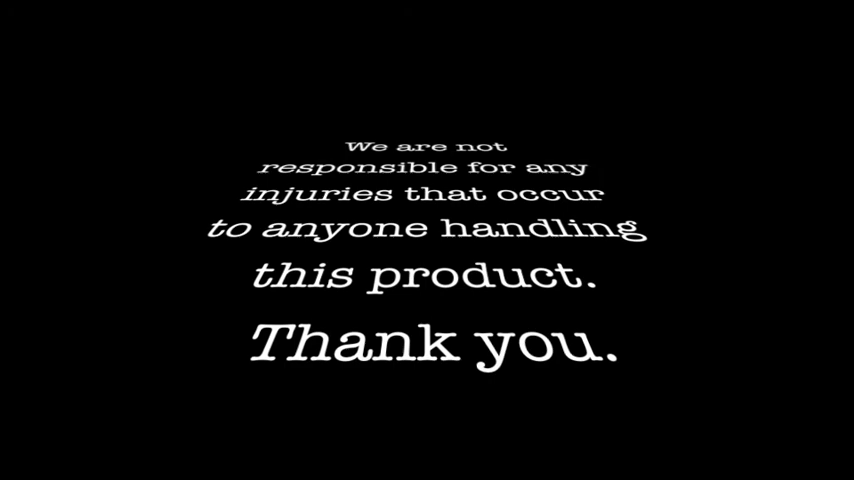 We are not
responsible for any
injuries that occur
to anyone handling
this product.
Thank you.